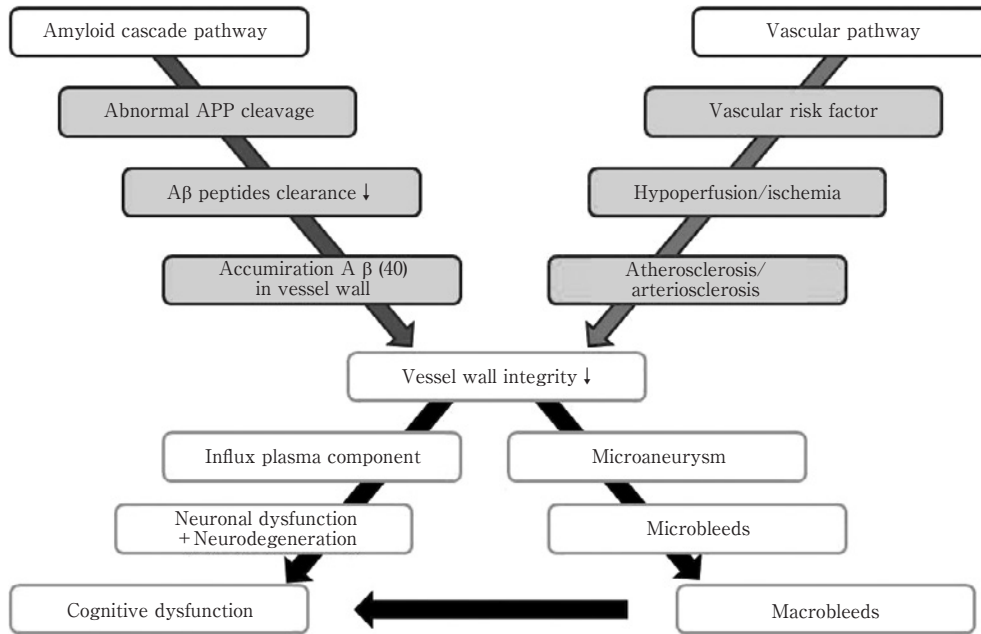 Amyloid cascade pathway
Vascular pathway
Abnormal APP cleavage
Vascular risk factor
Aβ peptides clearance ↓
Hypoperfusion/ischemia
Accumiration A β (40)
in vessel wall
Atherosclerosis/
arteriosclerosis
Vessel wall integrity ↓
Influx plasma component
Microaneurysm
Neuronal dysfunction
+Neurodegeneration
Microbleeds
Cognitive dysfunction
Macrobleeds